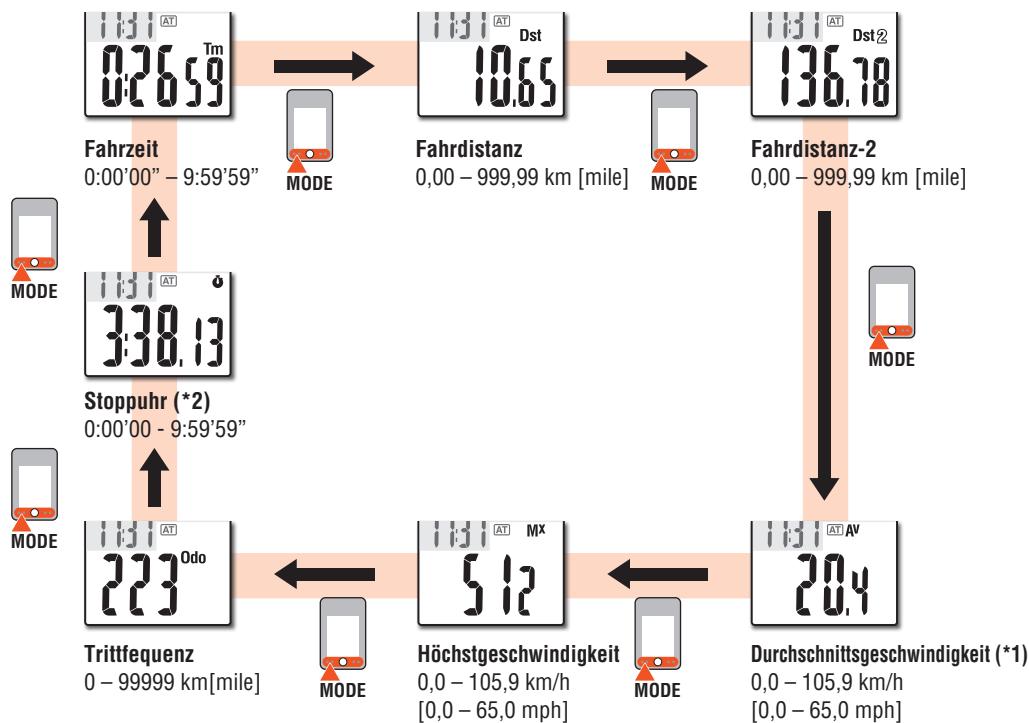 11:31 AT
Tm
0:26 59
Fahrzeit
0:00’00” – 9:59’59”
MODE
11:31 AT
Dst
10.65
Fahrdistanz
0,00 – 999,99 km [mile]
MODE
11:31 AT
Dst2
136.78
Fahrdistanz-2
0,00 – 999,99 km [mile]
MODE
11:31 AT AV
20.4
Durchschnittsgeschwindigkeit (*1)
0,0 – 105,9 km/h
[0,0 – 65,0 mph]
MODE
11:31 AT MX
512
Höchstgeschwindigkeit
0,0 – 105,9 km/h
[0,0 – 65,0 mph]
MODE
11:31 AT
Odo
223
Trittfequenz
0 – 99999 km[mile]
MODE
11:31 AT
3:38.13
Stoppuhr (*2)
0:00’00 - 9:59’59”
MODE